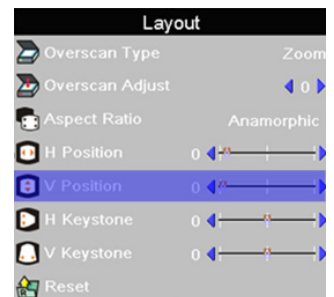 Layout
Overscan Type Zoom
Overscan Adjust 0
Aspect Ratio Anamorphic
H Position 0
V Position 0
H Keystone 0
V Keystone 0
Reset